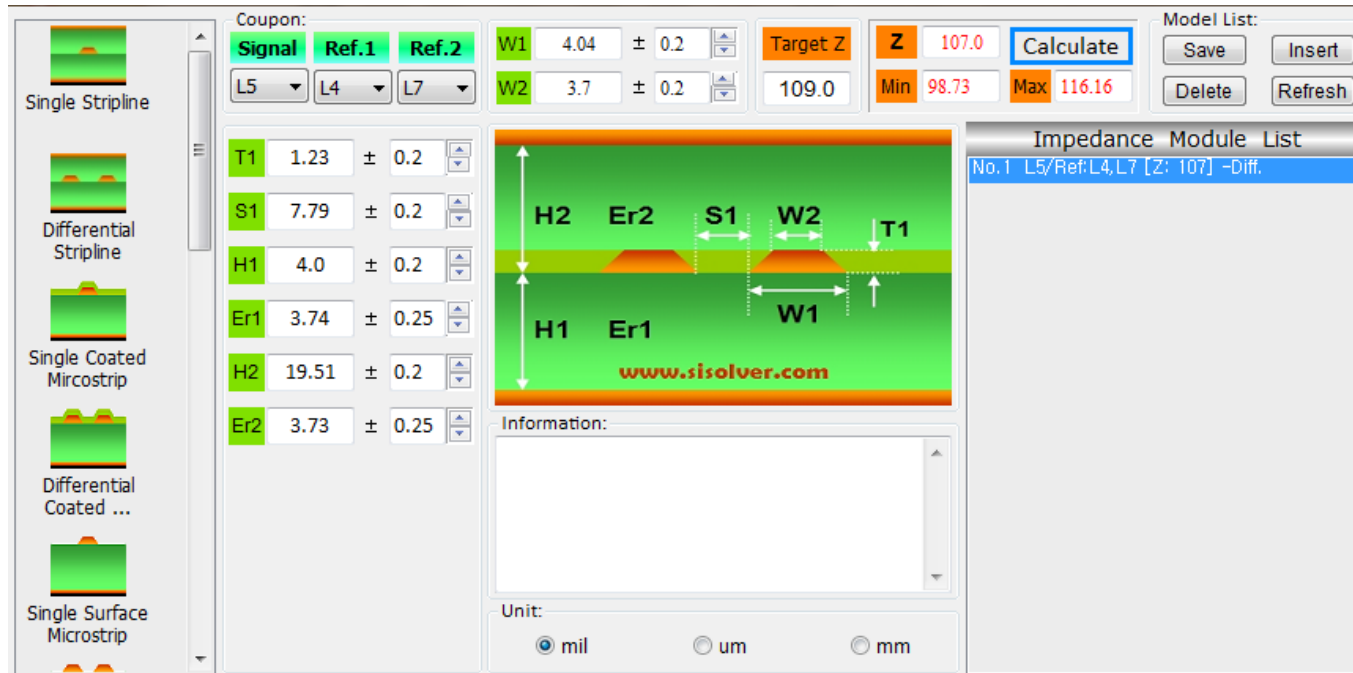 Single Stripline
Differential
Stripline
Single Coated
Mircostrip
Differential
Coated ...
Single Surface
Microstrip
Coupon:
Signal Ref.1 Ref.2
L5 L4 L7
W1 4.04 ± 0.2
W2 3.7 ± 0.2
Target Z
109.0
Z 107.0 Calculate
Min 98.73 Max 116.16
Model List:
Save Insert
Delete Refresh
T1 1.23 ± 0.2
S1 7.79 ± 0.2
H1 4.0 ± 0.2
Er1 3.74 ± 0.25
H2 19.51 ± 0.2
Er2 3.73 ± 0.25
H2 Er2 S1 W2 T1
H1 Er1 W1
www.sisolver.com
Information:
Unit:
mil um mm
Impedance Module List
No.1 L5/Ref:L4,L7 [Z: 107] -Diff.